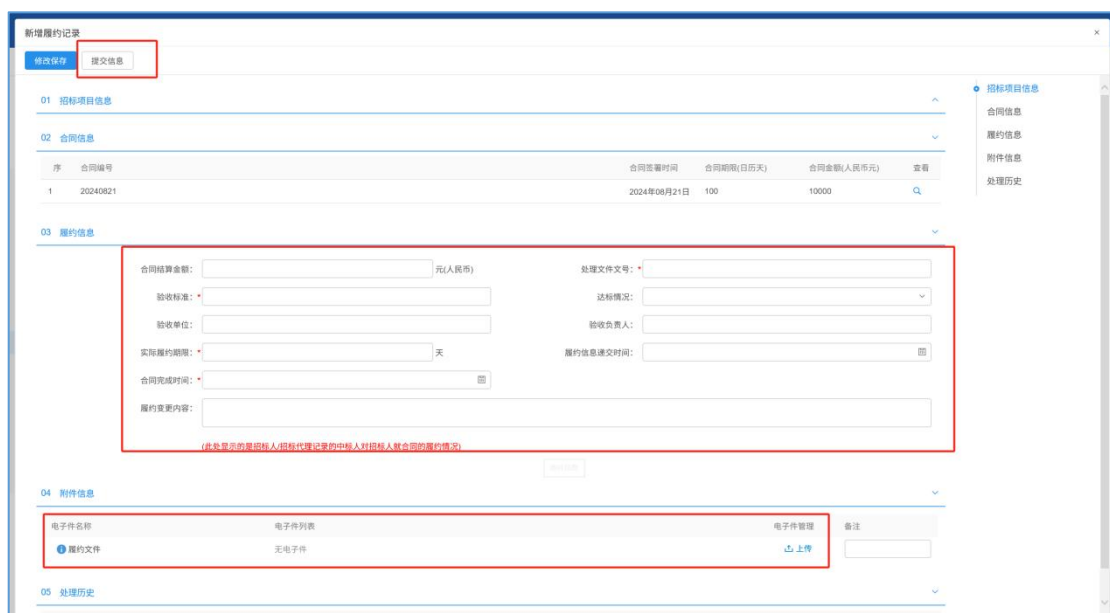 新增履约记录
×
修改保存 提交信息
招标项目信息
合同信息
履约信息
附件信息
处理历史
01 招标项目信息
02 合同信息
序 合同编号 合同签署时间 合同期限(日历天) 合同金额(人民币元) 查看
1 20240821 2024年08月21日 100 10000
03 履约信息
合同结算金额: 元(人民币) 处理文件文号: *
验收标准: * 达标情况:
验收单位: 验收负责人:
实际履约期限: * 天 履约信息递交时间:
合同完成时间: *
履约变更内容:
(此处显示的是招标人/招标代理记录的中标人对招标人就合同的履约情况)
04 附件信息
电子件名称 电子件列表 电子件管理 备注
履约文件 无电子件 上传
05 处理历史